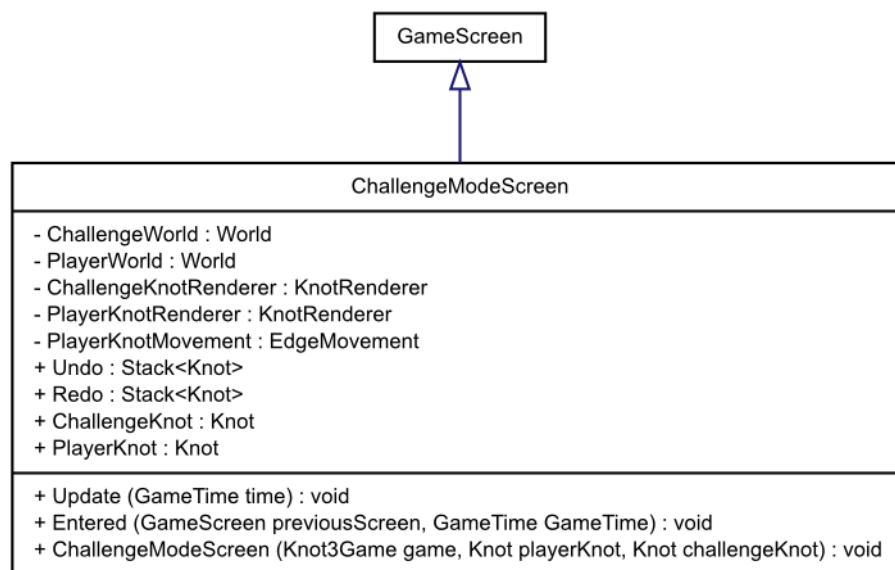 GameScreen
ChallengeModeScreen
- ChallengeWorld : World
- PlayerWorld : World
- ChallengeKnotRenderer : KnotRenderer
- PlayerKnotRenderer : KnotRenderer
- PlayerKnotMovement : EdgeMovement
+ Undo : Stack<Knot>
+ Redo : Stack<Knot>
+ ChallengeKnot : Knot
+ PlayerKnot : Knot
+ Update (GameTime time) : void
+ Entered (GameScreen previousScreen, GameTime GameTime) : void
+ ChallengeModeScreen (Knot3Game game, Knot playerKnot, Knot challengeKnot) : void